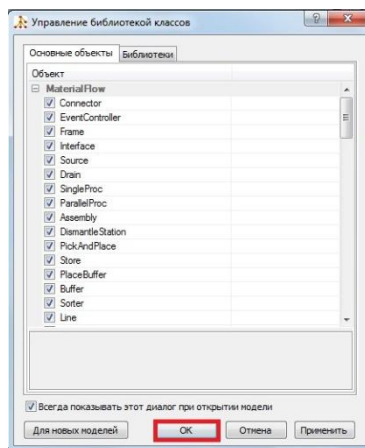 Управление библиотекой классов
Основные объекты
Библиотеки
Объект
MaterialFlow
Connector
EventController
Frame
Interface
Source
Drain
SingleProc
ParallelProc
Assembly
DismantleStation
PickAndPlace
Store
PlaceBuffer
Buffer
Sorter
Line
Всегда показывать этот диалог при открытии модели
Для новых моделей
OK
Отмена
Применить